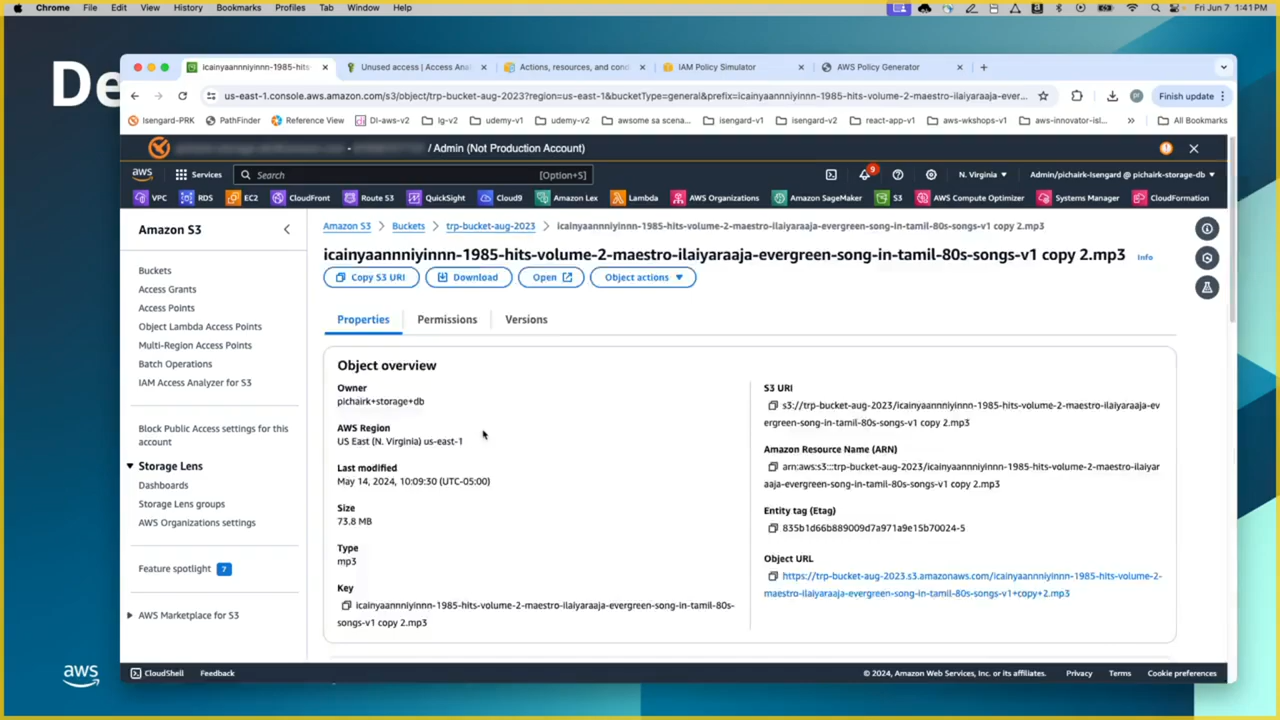 Chrome File Edit View History Bookmarks Profiles Tab Window Help Fri Jun 7 1:41PM
De
icainyaannniyinnn-1985-hits- Unused access | Access Ana Actions, resources, and cond IAM Policy Simulator AWS Policy Generator
us-east-1.console.aws.amazon.com/s3/object/trp-bucket-aug-2023?region=us-east-1&bucketType=general&prefix=icainyaannniyinnn-1985-hits-volume-2-maestro-ilaiyaraaja-ever... Finish update
Isengard-PRK PathFinder Reference View DI-aws-v2 lg-v2 udemy-v1 udemy-v2 awsome sa scena... isengard-v1 isengard-v2 react-app-v1 aws-wkshops-v1 aws-innovator-isl... » All Bookmarks
/ Admin (Not Production Account)
aws Services Search [Option+S] 9 N. Virginia Admin/pichairk-Isengard @ pichairk-storage-db
VPC RDS EC2 CloudFront Route 53 QuickSight Cloud9 Amazon Lex Lambda AWS Organizations Amazon SageMaker S3 AWS Compute Optimizer Systems Manager CloudFormation
Amazon S3
Buckets
Access Grants
Access Points
Object Lambda Access Points
Multi-Region Access Points
Batch Operations
IAM Access Analyzer for S3
Block Public Access settings for this
account
Storage Lens
Dashboards
Storage Lens groups
AWS Organizations settings
Feature spotlight 7
AWS Marketplace for S3
Amazon S3 > Buckets > trp-bucket-aug-2023 > icainyaannniyinnn-1985-hits-volume-2-maestro-ilaiyaraaja-evergreen-song-in-tamil-80s-songs-v1 copy 2.mp3
icainyaannniyinnn-1985-hits-volume-2-maestro-ilaiyaraaja-evergreen-song-in-tamil-80s-songs-v1 copy 2.mp3 Info
Copy S3 URI Download Open Object actions
Properties Permissions Versions
Object overview
Owner
pichairk+storage+db
AWS Region
US East (N. Virginia) us-east-1
Last modified
May 14, 2024, 10:09:30 (UTC-05:00)
Size
73.8 MB
Type
mp3
Key
icainyaannniyinnn-1985-hits-volume-2-maestro-ilaiyaraaja-evergreen-song-in-tamil-80s-
songs-v1 copy 2.mp3
S3 URI
s3://trp-bucket-aug-2023/icainyaannniyinnn-1985-hits-volume-2-maestro-ilaiyaraaja-ev
ergreen-song-in-tamil-80s-songs-v1 copy 2.mp3
Amazon Resource Name (ARN)
arn:aws:s3:::trp-bucket-aug-2023/icainyaannniyinnn-1985-hits-volume-2-maestro-ilaiyar
aaja-evergreen-song-in-tamil-80s-songs-v1 copy 2.mp3
Entity tag (Etag)
835b1d66b889009d7a971a9e15b70024-5
Object URL
https://trp-bucket-aug-2023.s3.amazonaws.com/icainyaannniyinnn-1985-hits-volume-2-
maestro-ilaiyaraaja-evergreen-song-in-tamil-80s-songs-v1+copy+2.mp3
CloudShell Feedback © 2024, Amazon Web Services, Inc. or its affiliates. Privacy Terms Cookie preferences
aws